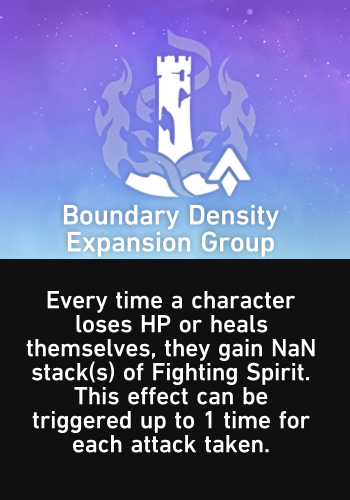 Boundary Density
Expansion Group
Every time a character
loses HP or heals
themselves, they gain NaN
stack(s) of Fighting Spirit.
This effect can be
triggered up to 1 time for
each attack taken.